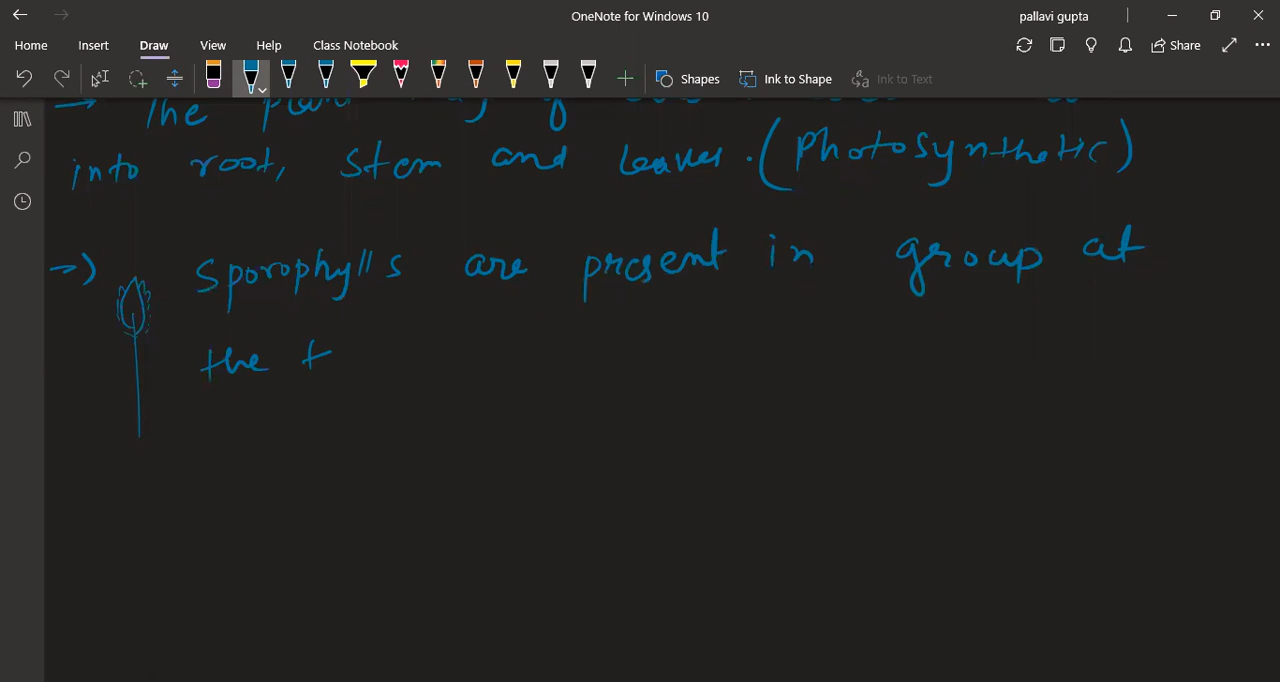 OneNote for Windows 10
pallavi gupta
Home Insert Draw View Help Class Notebook
Share
Shapes Ink to Shape Ink to Text
→ The
into root, stem and leaves. (Photosynthetic)
→) Sporophylls are present in group at
the t